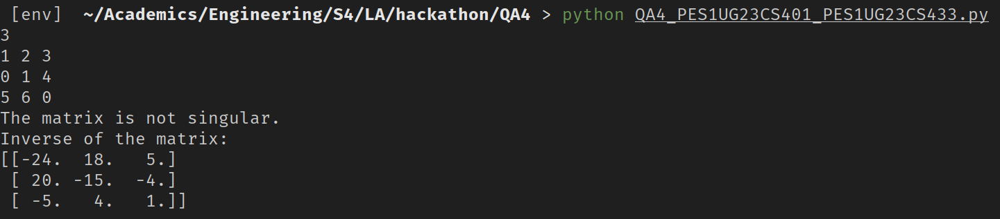 [env]  ~/Academics/Engineering/S4/LA/hackathon/QA4 > python QA4_PES1UG23CS401_PES1UG23CS433.py
3
1 2 3
0 1 4
5 6 0
The matrix is not singular.
Inverse of the matrix:
[[-24.  18.   5.]
 [ 20. -15.  -4.]
 [ -5.   4.   1.]]